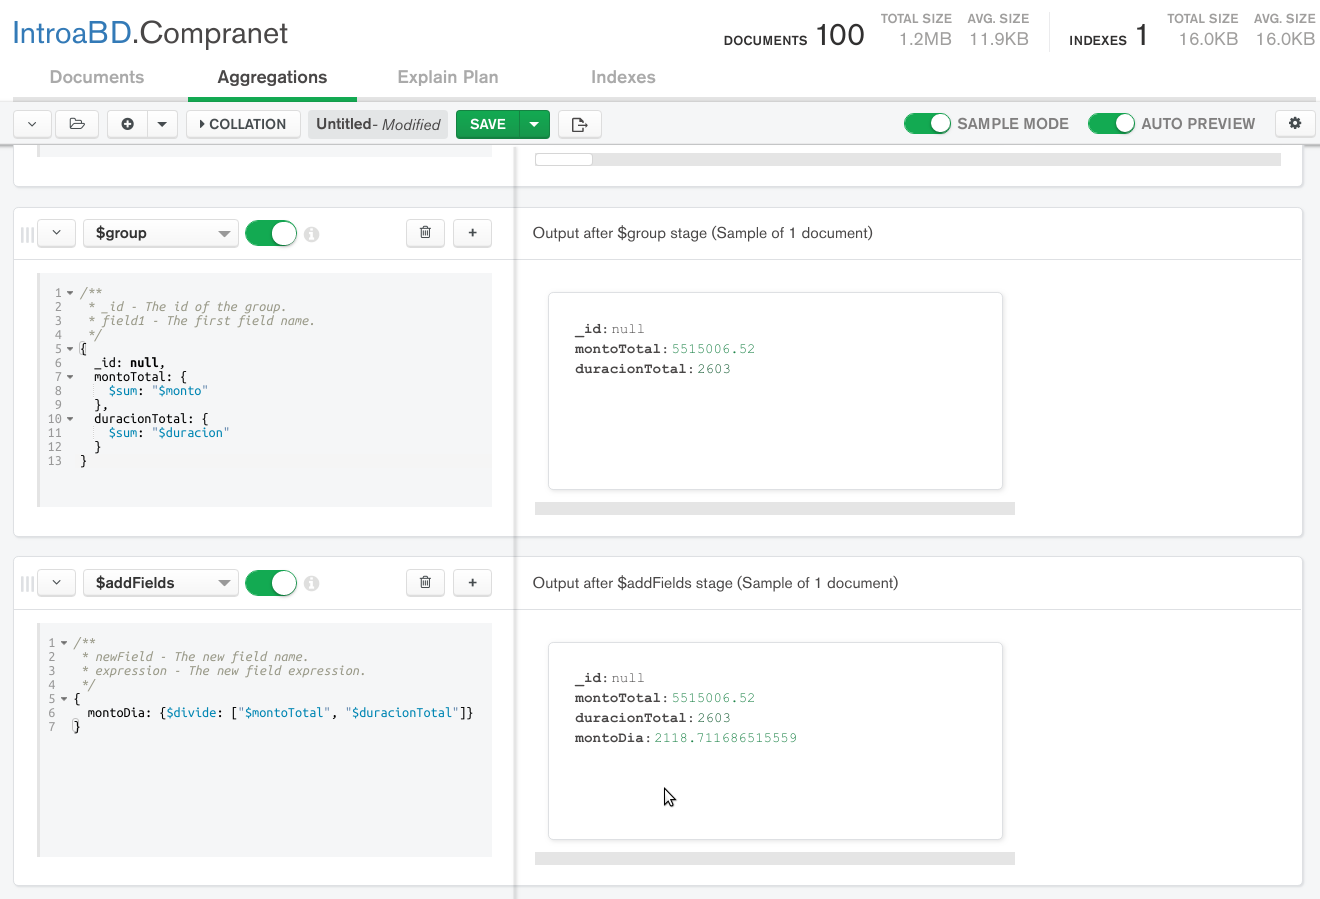 IntroaBD.Compranet
DOCUMENTS 100 TOTAL SIZE 1.2MB AVG. SIZE 11.9KB INDEXES 1 TOTAL SIZE 16.0KB AVG. SIZE 16.0KB
Documents Aggregations Explain Plan Indexes
COLLATION Untitled- Modified SAVE SAMPLE MODE AUTO PREVIEW
$group
Output after $group stage (Sample of 1 document)
1 /**
2 * _id - The id of the group.
3 * field1 - The first field name.
4 */
5 {
6 _id: null,
7 montoTotal: {
8 $sum: "$monto"
9 },
10 duracionTotal: {
11 $sum: "$duracion"
12 }
13 }
_id: null
montoTotal: 5515006.52
duracionTotal: 2603
$addFields
Output after $addFields stage (Sample of 1 document)
1 /**
2 * newField - The new field name.
3 * expression - The new field expression.
4 */
5 {
6 montoDia: {$divide: ["$montoTotal", "$duracionTotal"]}
7 }
_id: null
montoTotal: 5515006.52
duracionTotal: 2603
montoDia: 2118.711686515559